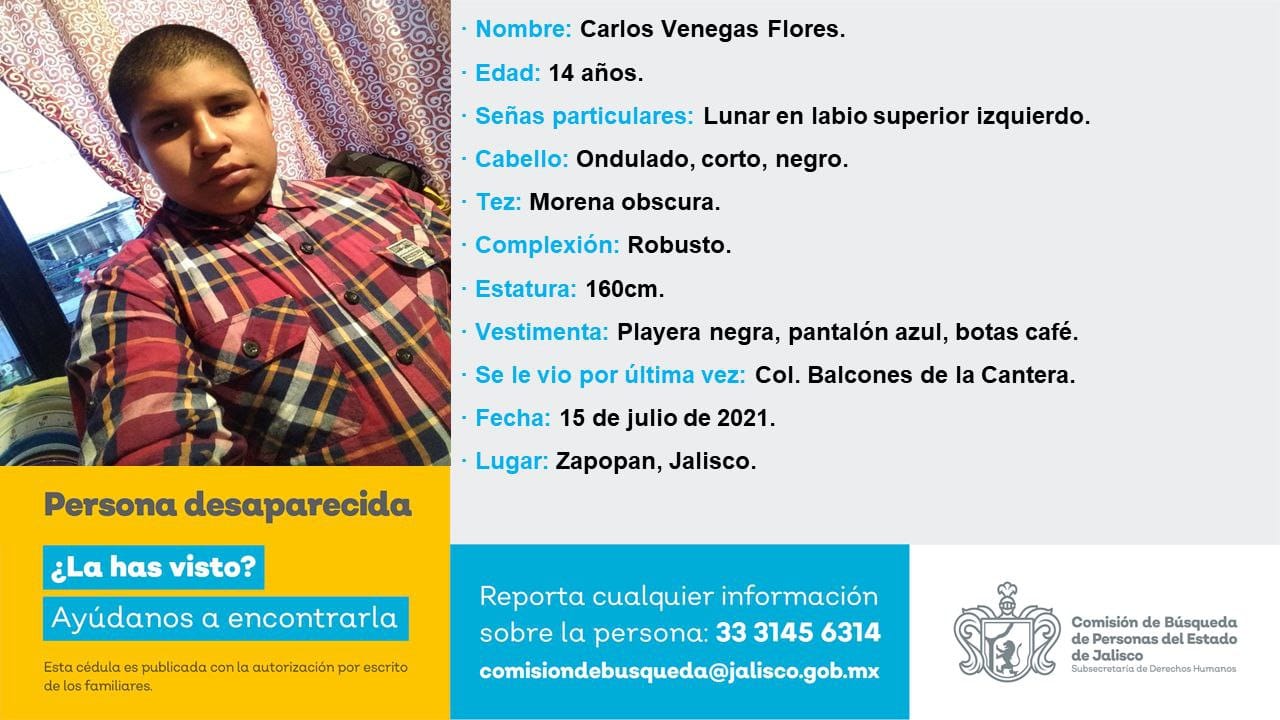 · Nombre: Carlos Venegas Flores.
· Edad: 14 años.
· Señas particulares: Lunar en labio superior izquierdo.
· Cabello: Ondulado, corto, negro.
· Tez: Morena obscura.
· Complexión: Robusto.
· Estatura: 160cm.
· Vestimenta: Playera negra, pantalón azul, botas café.
· Se le vio por última vez: Col. Balcones de la Cantera.
· Fecha: 15 de julio de 2021.
· Lugar: Zapopan, Jalisco.
Persona desaparecida
¿La has visto?
Ayúdanos a encontrarla
Esta cédula es publicada con la autorización por escrito
de los familiares.
Reporta cualquier información
sobre la persona: 33 3145 6314
comisiondebusqueda@jalisco.gob.mx
Comisión de Búsqueda
de Personas del Estado
de Jalisco
Subsecretaría de Derechos Humanos